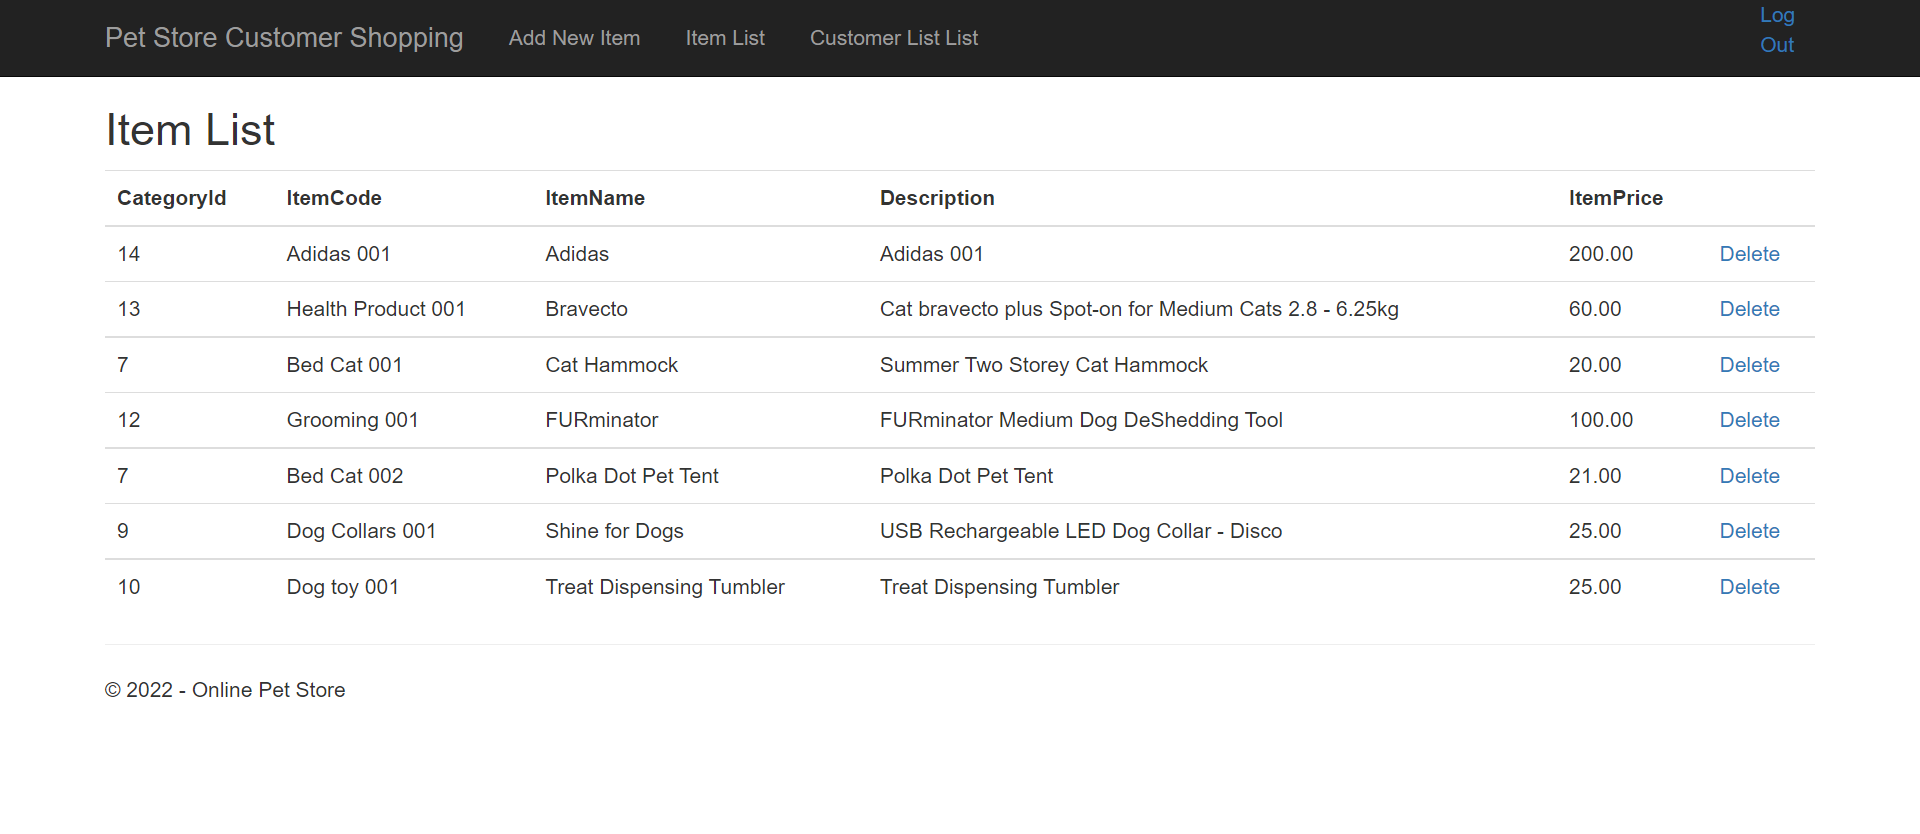 Pet Store Customer Shopping Add New Item Item List Customer List List Log Out
Item List
CategoryId ItemCode ItemName Description ItemPrice
14 Adidas 001 Adidas Adidas 001 200.00 Delete
13 Health Product 001 Bravecto Cat bravecto plus Spot-on for Medium Cats 2.8 - 6.25kg 60.00 Delete
7 Bed Cat 001 Cat Hammock Summer Two Storey Cat Hammock 20.00 Delete
12 Grooming 001 FURminator FURminator Medium Dog DeShedding Tool 100.00 Delete
7 Bed Cat 002 Polka Dot Pet Tent Polka Dot Pet Tent 21.00 Delete
9 Dog Collars 001 Shine for Dogs USB Rechargeable LED Dog Collar - Disco 25.00 Delete
10 Dog toy 001 Treat Dispensing Tumbler Treat Dispensing Tumbler 25.00 Delete
© 2022 - Online Pet Store